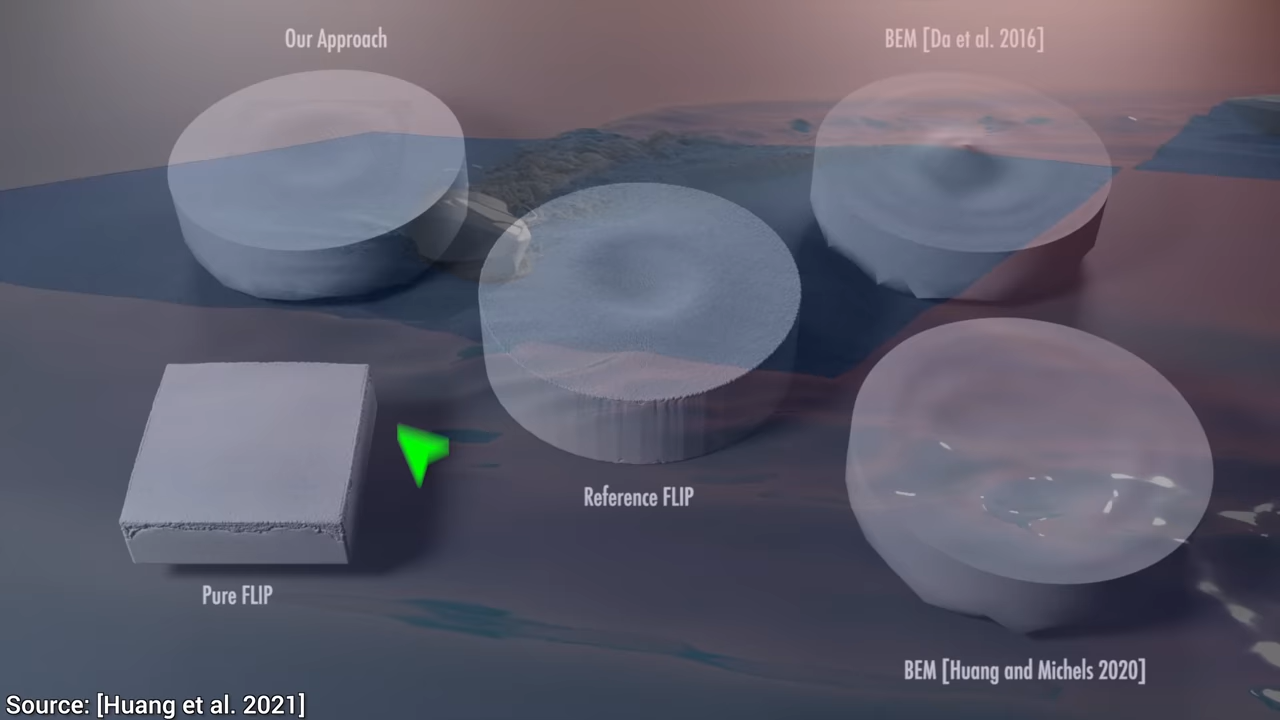 Our Approach
BEM [Da et al. 2016]
Reference FLIP
Pure FLIP
BEM [Huang and Michels 2020]
Source: [Huang et al. 2021]